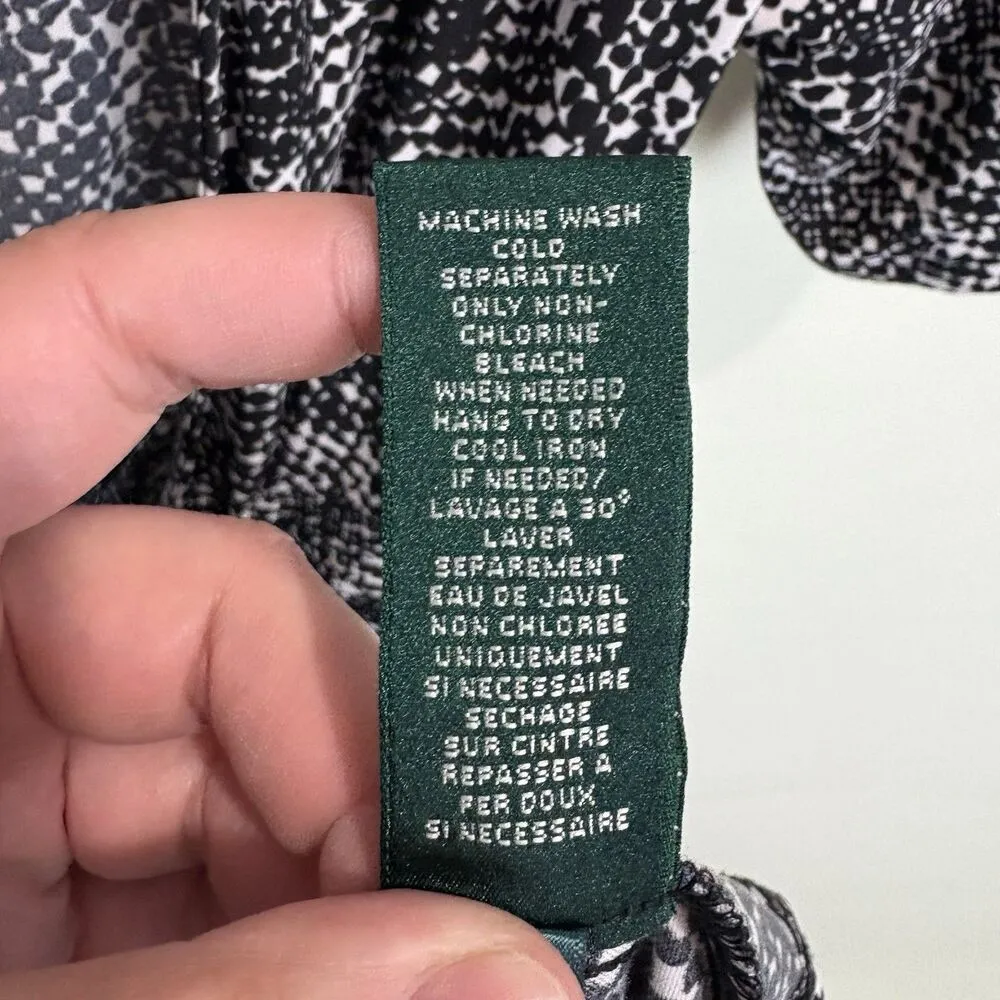 MACHINE WASH
COLD
SEPARATELY
ONLY NON-
CHLORINE
BLEACH
WHEN NEEDED
HANG TO DRY
COOL IRON
IF NEEDED/
LAVAGE A 30°
LAVER
SEPAREMENT
EAU DE JAVEL
NON CHLOREE
UNIQUEMENT
SI NECESSAIRE
SECHAGE
SUR CINTRE
REPASSER A
FER DOUX
SI NECESSAIRE